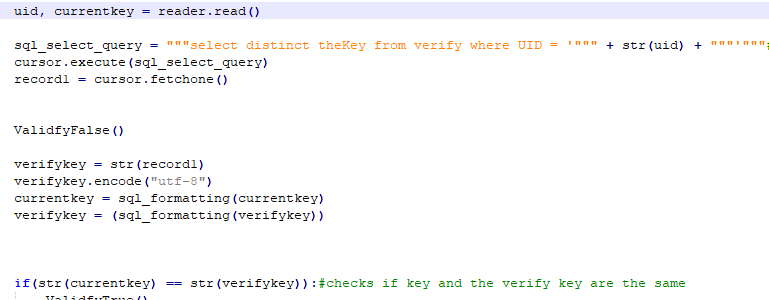 uid, currentkey = reader.read()
sql_select_query = """select distinct theKey from verify where UID = '""" + str(uid) + """'"""#
cursor.execute(sql_select_query)
record1 = cursor.fetchone()
ValidfyFalse()
verifykey = str(record1)
verifykey.encode("utf-8")
currentkey = sql_formatting(currentkey)
verifykey = (sql_formatting(verifykey))
if(str(currentkey) == str(verifykey)):#checks if key and the verify key are the same
ValidfyTrue()